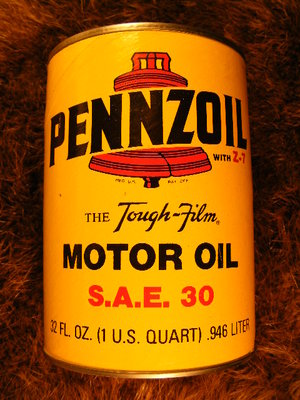 PENNZOIL
WITH Z-7
THE Tough-Film®
MOTOR OIL
S.A.E. 30
32 FL. OZ. (1 U.S. QUART) .946 LITER